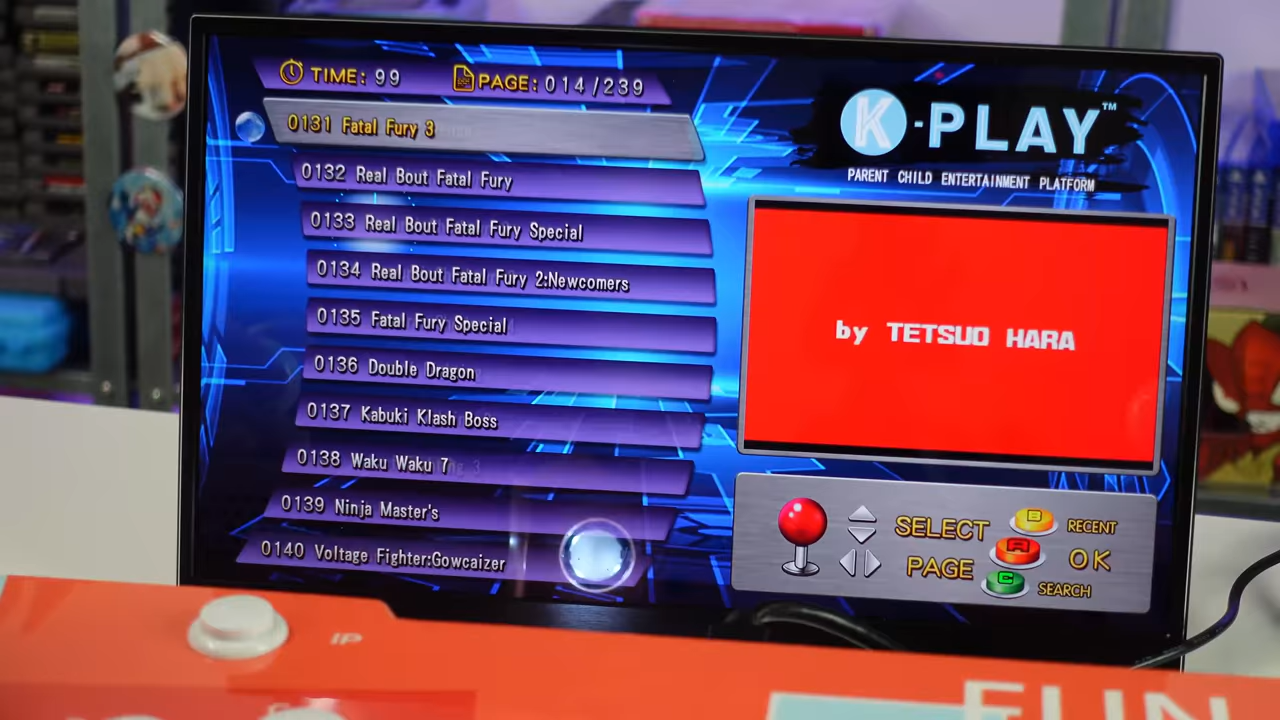 TIME: 99
PAGE: 014/239
0131 Fatal Fury 3
0132 Real Bout Fatal Fury
0133 Real Bout Fatal Fury Special
0134 Real Bout Fatal Fury 2:Newcomers
0135 Fatal Fury Special
0136 Double Dragon
0137 Kabuki Klash Boss
0138 Waku Waku 7
0139 Ninja Master's
0140 Voltage Fighter:Gowcaizer
K-PLAY™
PARENT CHILD ENTERTAINMENT PLATFORM
by TETSUO HARA
SELECT
PAGE
B RECENT
A OK
C SEARCH
1P
FUN